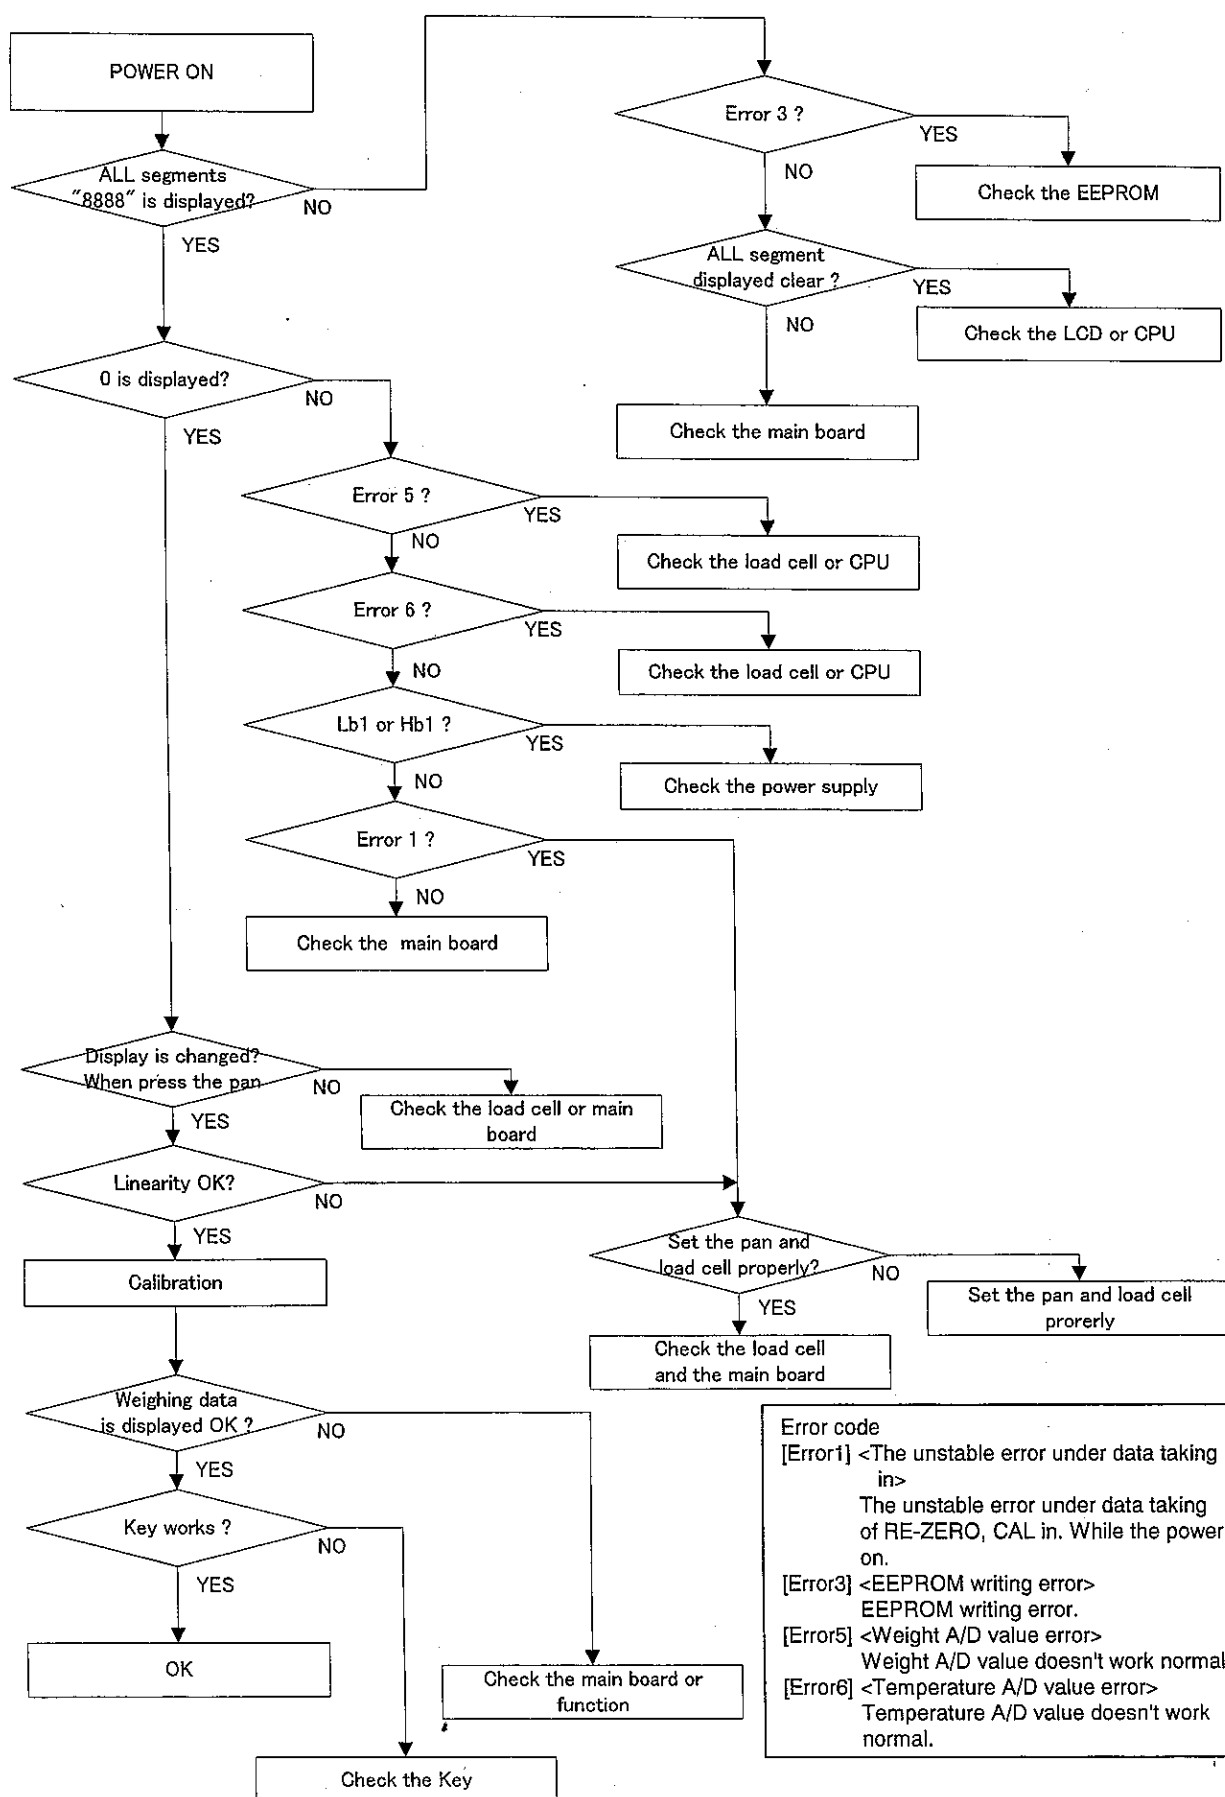 POWER ON
ALL segments
"8888" is displayed?
NO
YES
Error 3 ?
YES
NO
Check the EEPROM
ALL segment
displayed clear ?
YES
NO
Check the LCD or CPU
Check the main board
0 is displayed?
NO
YES
Error 5 ?
YES
NO
Check the load cell or CPU
Error 6 ?
YES
NO
Check the load cell or CPU
Lb1 or Hb1 ?
YES
NO
Check the power supply
Error 1 ?
YES
NO
Check the main board
Display is changed?
When press the pan
NO
YES
Check the load cell or main
board
Linearity OK?
NO
YES
Set the pan and
load cell properly?
NO
YES
Set the pan and load cell
prorerly
Check the load cell
and the main board
Calibration
Weighing data
is displayed OK ?
NO
YES
Key works ?
NO
YES
OK
Check the main board or
function
Check the Key
Error code
[Error1] <The unstable error under data taking
in>
The unstable error under data taking
of RE-ZERO, CAL in. While the power
on.
[Error3] <EEPROM writing error>
EEPROM writing error.
[Error5] <Weight A/D value error>
Weight A/D value doesn't work normal
[Error6] <Temperature A/D value error>
Temperature A/D value doesn't work
normal.